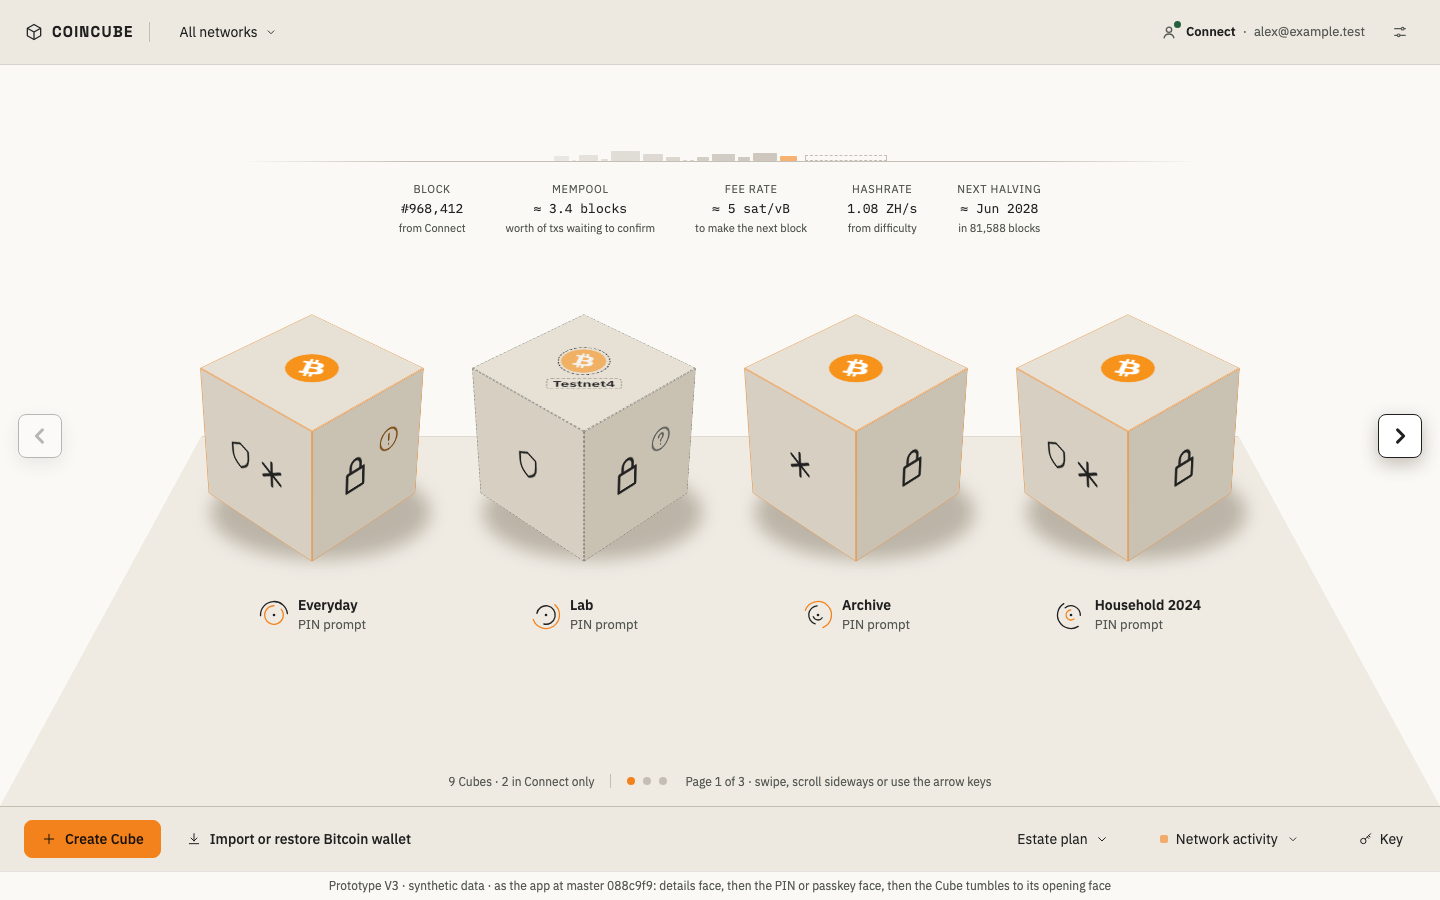 COINCUBE
All networks
Connect · alex@example.test
BLOCK
#968,412
from Connect
MEMPOOL
≈ 3.4 blocks
worth of txs waiting to confirm
FEE RATE
≈ 5 sat/vB
to make the next block
HASHRATE
1.08 ZH/s
from difficulty
NEXT HALVING
≈ Jun 2028
in 81,588 blocks
Testnet4
Everyday
PIN prompt
Lab
PIN prompt
Archive
PIN prompt
Household 2024
PIN prompt
9 Cubes · 2 in Connect only
Page 1 of 3 · swipe, scroll sideways or use the arrow keys
Create Cube
Import or restore Bitcoin wallet
Estate plan
Network activity
Key
Prototype V3 · synthetic data · as the app at master 088c9f9: details face, then the PIN or passkey face, then the Cube tumbles to its opening face